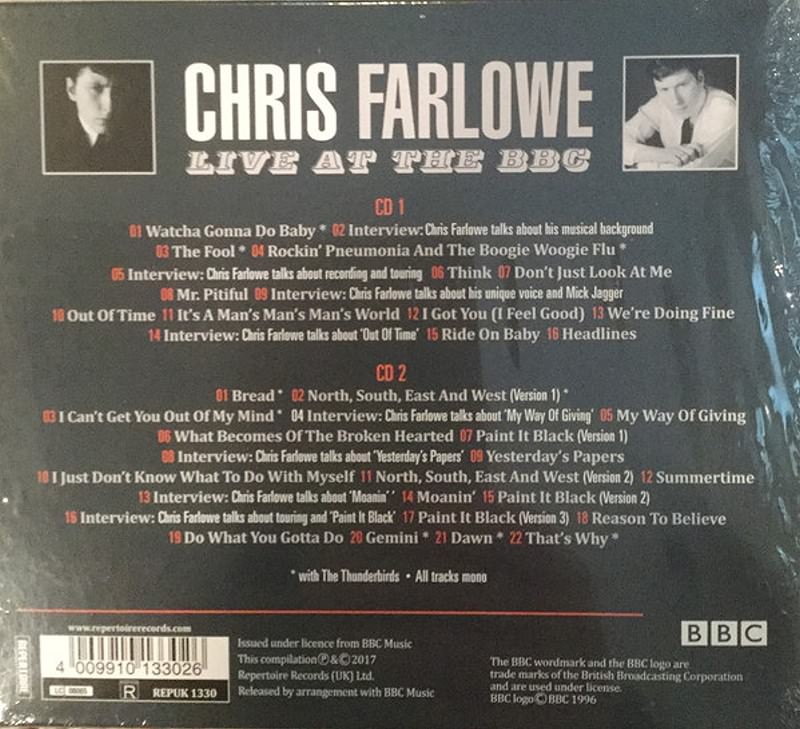 CHRIS FARLOWE
LIVE AT THE BBC
CD 1
01 Watcha Gonna Do Baby * 02 Interview: Chris Farlowe talks about his musical background
03 The Fool * 04 Rockin' Pneumonia And The Boogie Woogie Flu *
05 Interview: Chris Farlowe talks about recording and touring 06 Think 07 Don't Just Look At Me
08 Mr. Pitiful 09 Interview: Chris Farlowe talks about his unique voice and Mick Jagger
10 Out Of Time 11 It's A Man's Man's Man's World 12 I Got You (I Feel Good) 13 We're Doing Fine
14 Interview: Chris Farlowe talks about 'Out Of Time' 15 Ride On Baby 16 Headlines
CD 2
01 Bread * 02 North, South, East And West (Version 1) *
03 I Can't Get You Out Of My Mind * 04 Interview: Chris Farlowe talks about 'My Way Of Giving' 05 My Way Of Giving
06 What Becomes Of The Broken Hearted 07 Paint It Black (Version 1)
08 Interview: Chris Farlowe talks about 'Yesterday's Papers' 09 Yesterday's Papers
10 I Just Don't Know What To Do With Myself 11 North, South, East And West (Version 2) 12 Summertime
13 Interview: Chris Farlowe talks about 'Moanin' ' 14 Moanin' 15 Paint It Black (Version 2)
16 Interview: Chris Farlowe talks about touring and 'Paint It Black' 17 Paint It Black (Version 3) 18 Reason To Believe
19 Do What You Gotta Do 20 Gemini * 21 Dawn * 22 That's Why *
* with The Thunderbirds • All tracks mono
www.repertoirerecords.com
REPERTOIRE
4 009910 133026
LC 08065 R REPUK 1330
Issued under licence from BBC Music
This compilation Ⓟ&© 2017
Repertoire Records (UK) Ltd.
Released by arrangement with BBC Music
BBC
The BBC wordmark and the BBC logo are
trade marks of the British Broadcasting Corporation
and are used under license.
BBC logo © BBC 1996